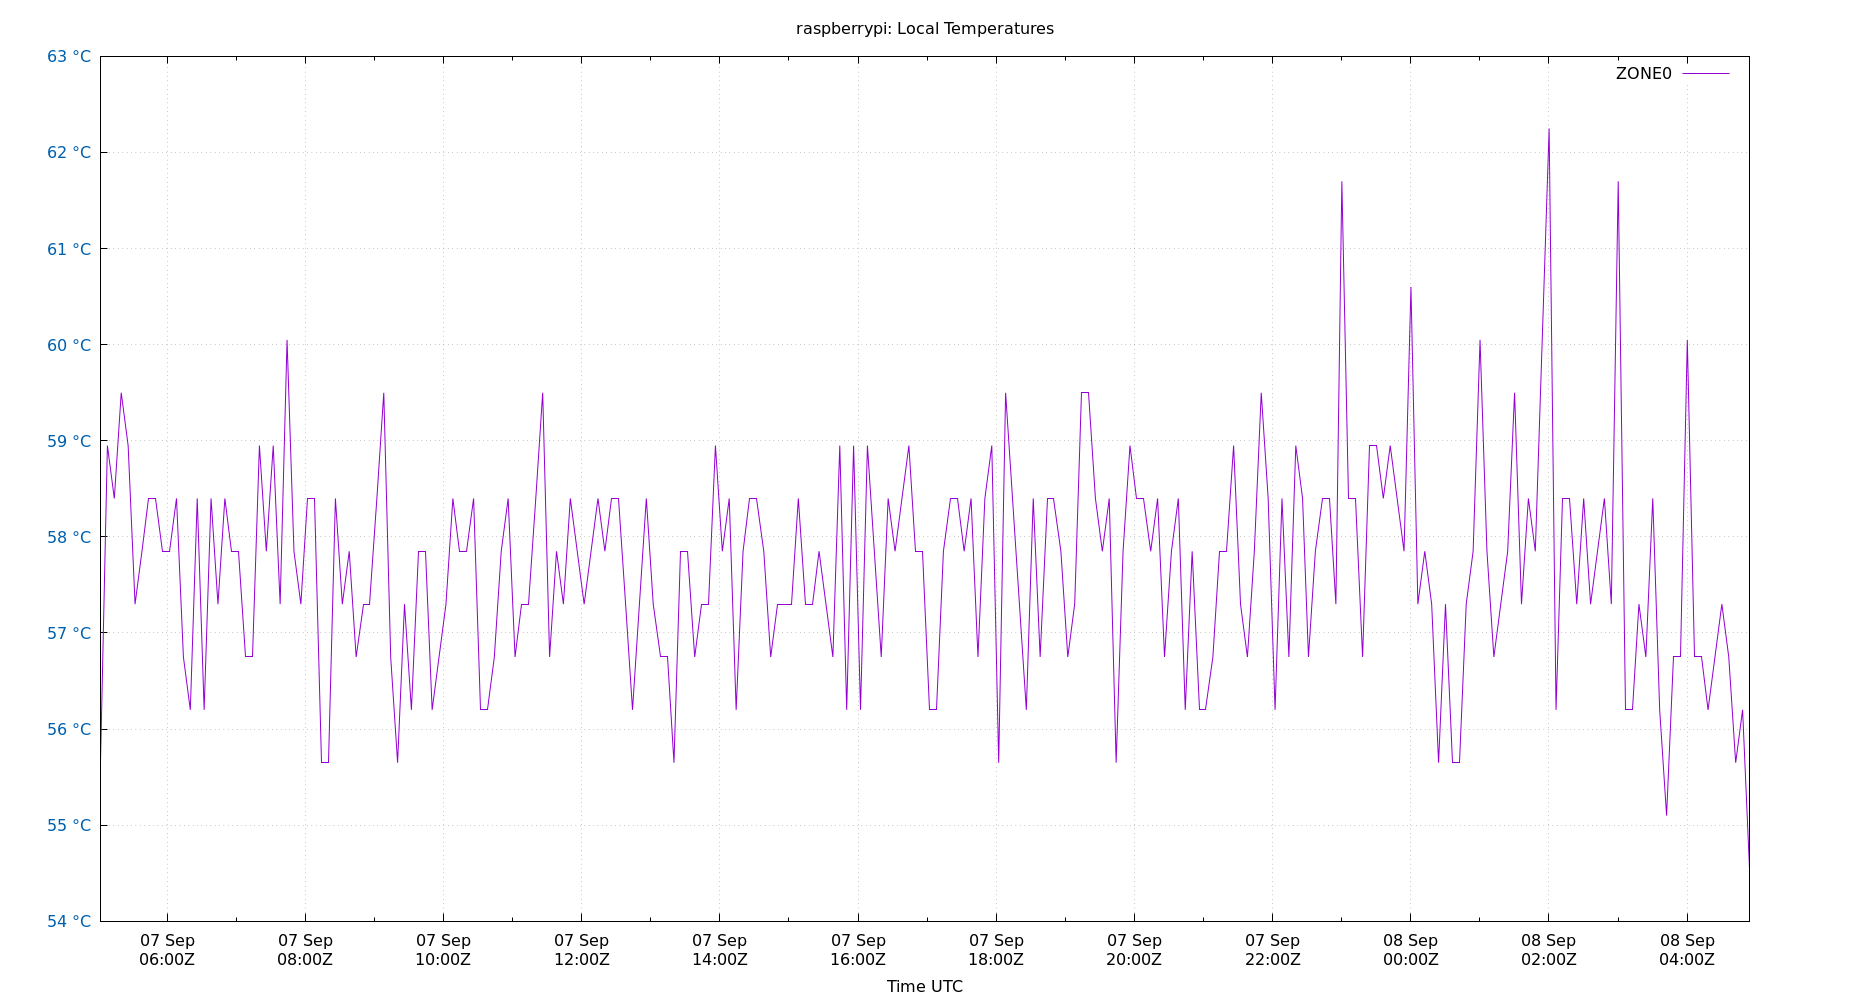 raspberrypi: Local Temperatures
63 °C
ZONE0
62 °C
61 °C
60 °C
59 °C
58 °C
57 °C
56 °C
55 °C
54 °C
07 Sep 07 Sep 07 Sep 07 Sep 07 Sep 07 Sep 07 Sep 07 Sep 07 Sep 08 Sep 08 Sep 08 Sep
06:00Z 08:00Z 10:00Z 12:00Z 14:00Z 16:00Z 18:00Z 20:00Z 22:00Z 00:00Z 02:00Z 04:00Z
Time UTC